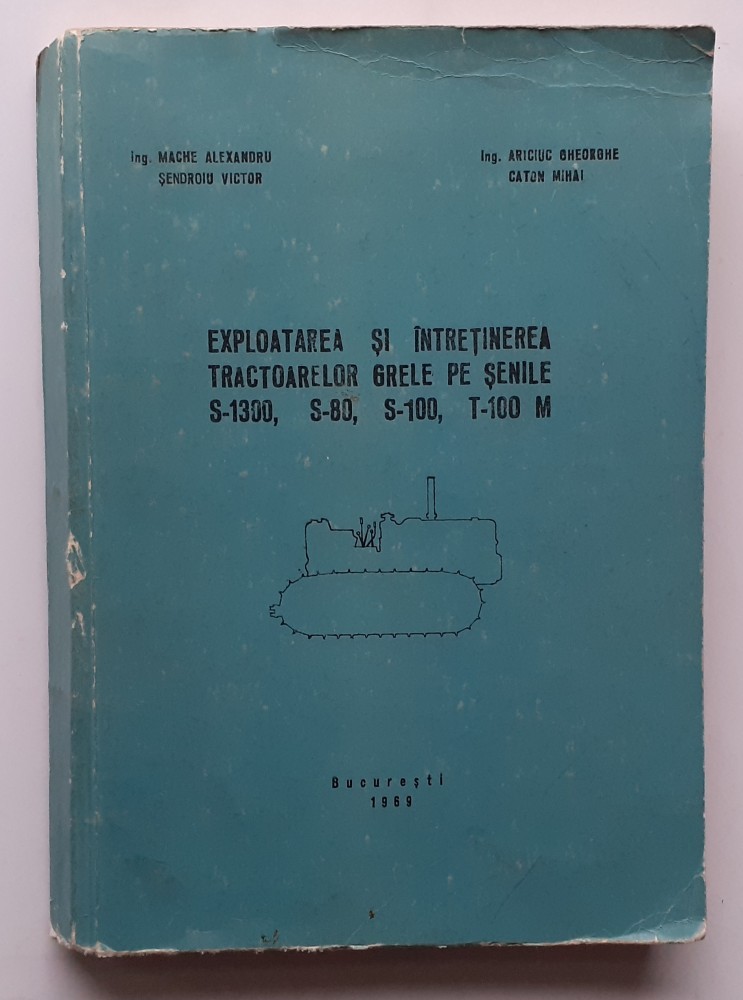 ing. MACHE ALEXANDRU
ŞENDROIU VICTOR
ing. ARICIUC GHEORGHE
CATON MIHAI
EXPLOATAREA ŞI ÎNTREŢINEREA
TRACTOARELOR GRELE PE ŞENILE
S-1300, S-80, S-100, T-100 M
Bucureşti
1969